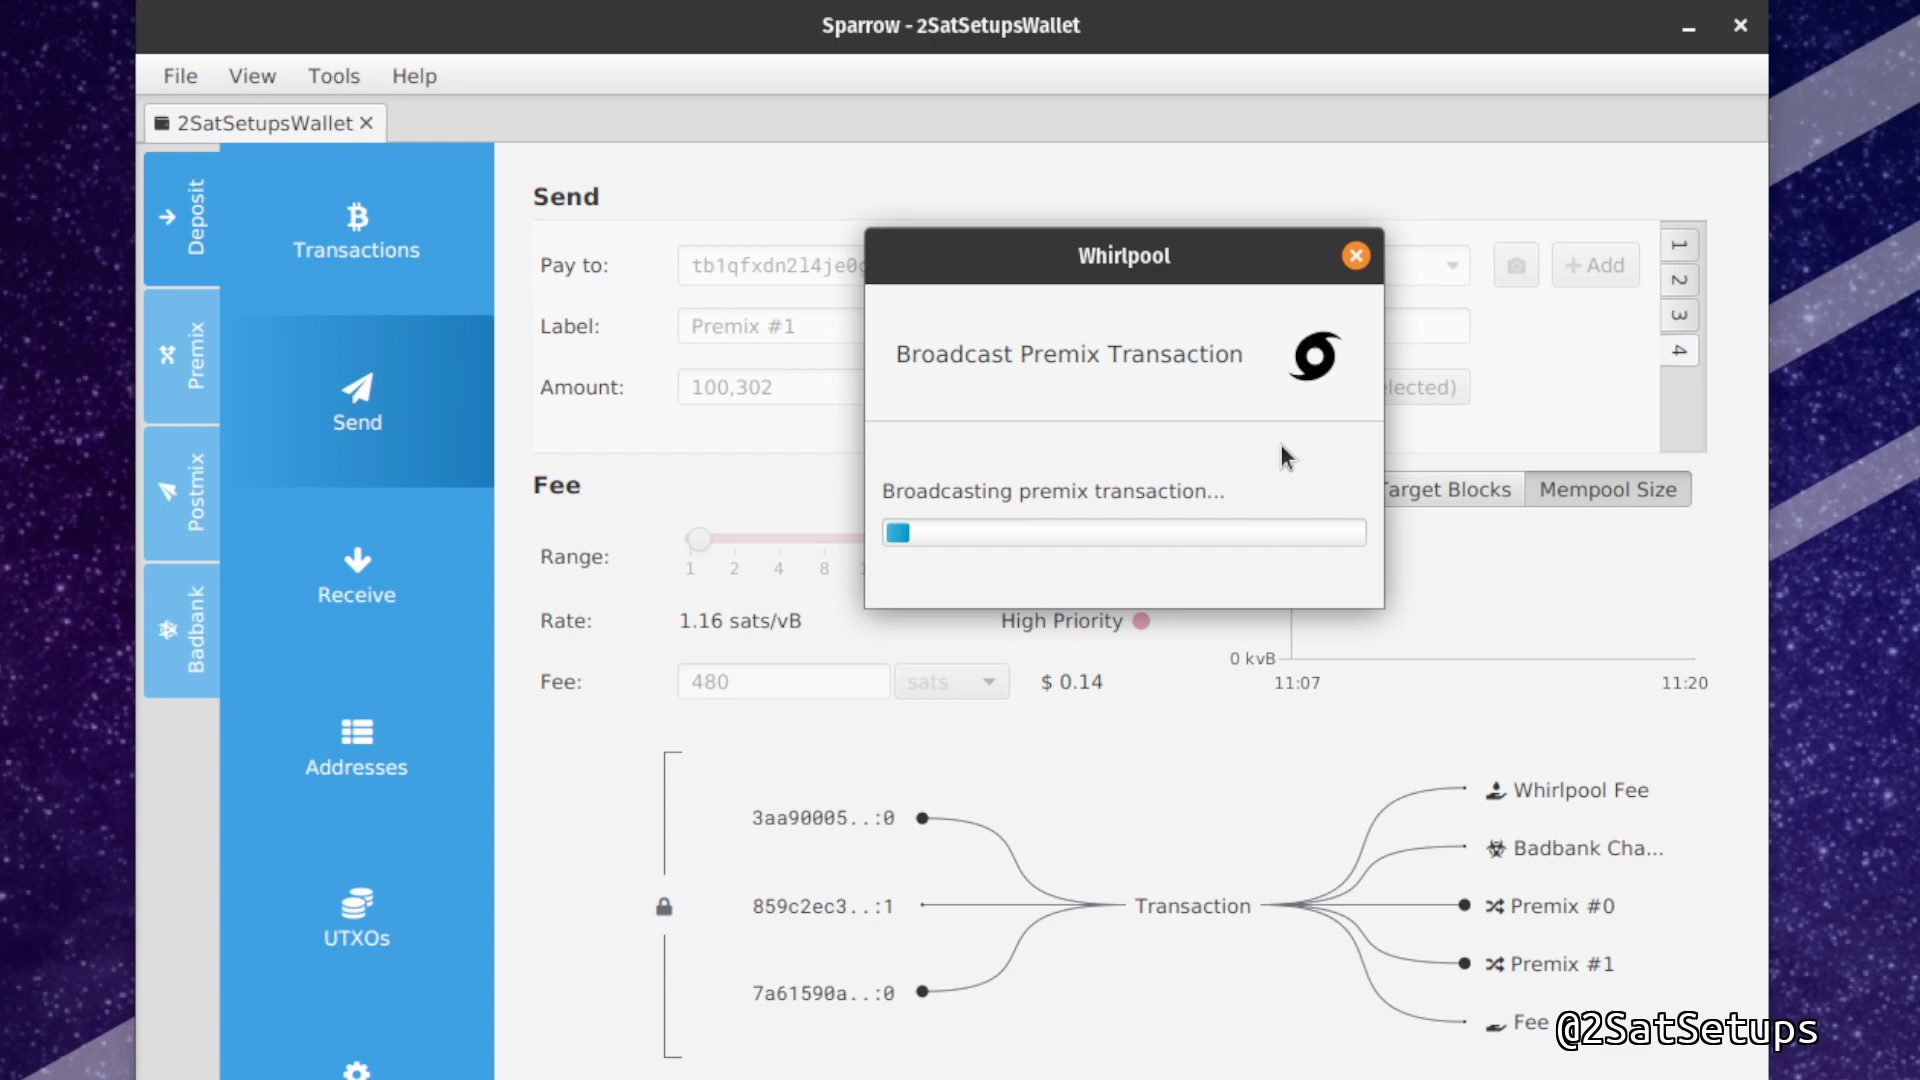 Sparrow - 2SatSetupsWallet
File View Tools Help
2SatSetupsWallet
Deposit
Premix
Postmix
Badbank
Transactions
Send
Receive
Addresses
UTXOs
Send
Pay to: tb1qfxdn2l4je0
Add
Label: Premix #1
Amount: 100,302
1
2
3
4
Whirlpool
Broadcast Premix Transaction
Broadcasting premix transaction...
Fee
Target Blocks Mempool Size
Range:
1 2 4 8
Rate: 1.16 sats/vB High Priority
Fee: 480 sats $ 0.14
0 kvB
11:07 11:20
3aa90005..:0
859c2ec3..:1
7a61590a..:0
Transaction
Whirlpool Fee
Badbank Cha...
Premix #0
Premix #1
Fee
@2SatSetups